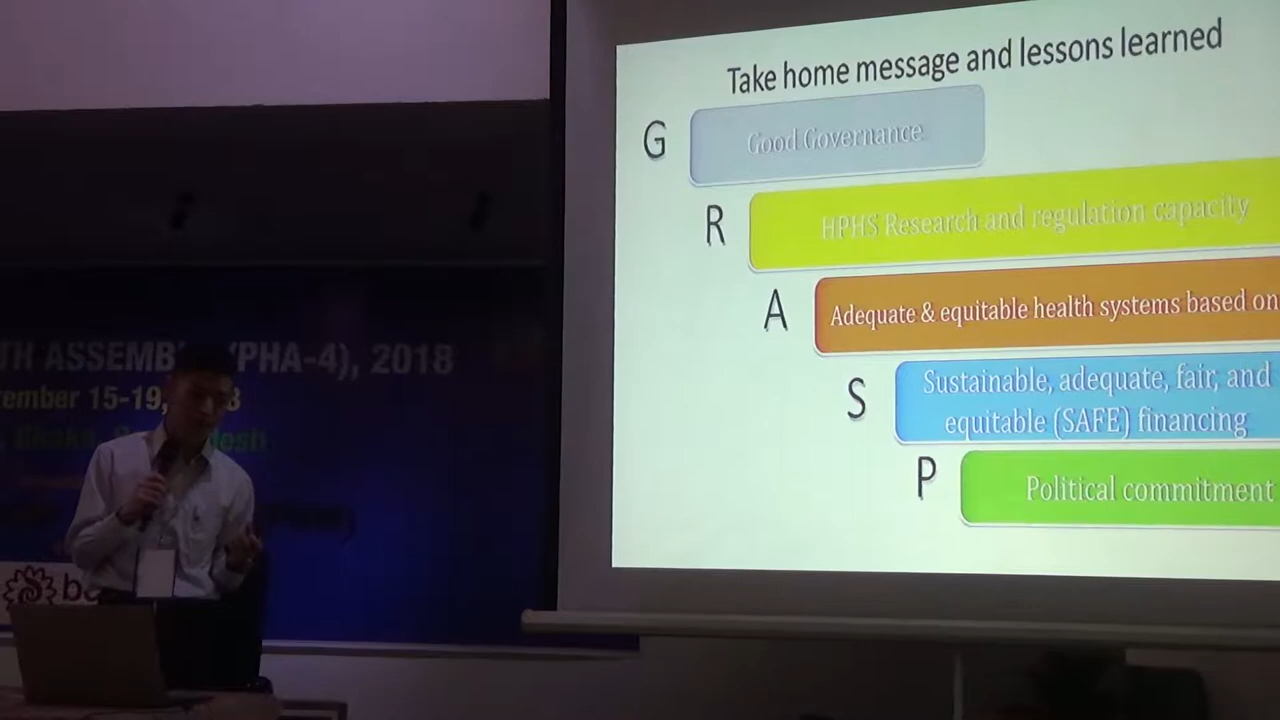 Take home message and lessons learned
G
Good Governance
R
HPHS Research and regulation capacity
A
Adequate & equitable health systems based on
S
Sustainable, adequate, fair, and
equitable (SAFE) financing
P
Political commitment
TH ASSEMB (PHA-4), 2018
ember 15-19,